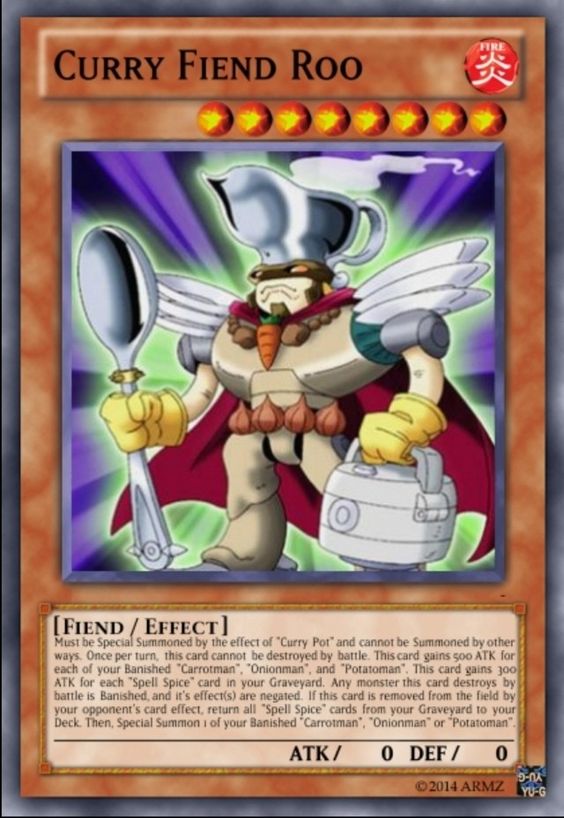 CURRY FIEND ROO
FIRE
炎
[FIEND / EFFECT]
Must be Special Summoned by the effect of "Curry Pot" and cannot be Summoned by other
ways. Once per turn, this card cannot be destroyed by battle. This card gains 500 ATK for
each of your Banished "Carrotman", "Onionman", and "Potatoman". This card gains 300
ATK for each "Spell Spice" card in your Graveyard. Any monster this card destroys by
battle is Banished, and it's effect(s) are negated. If this card is removed from the field by
your opponent's card effect, return all "Spell Spice" cards from your Graveyard to your
Deck. Then, Special Summon 1 of your Banished "Carrotman", "Onionman" or "Potatoman".
ATK / 0 DEF / 0
©2014 ARMZ
YU-G